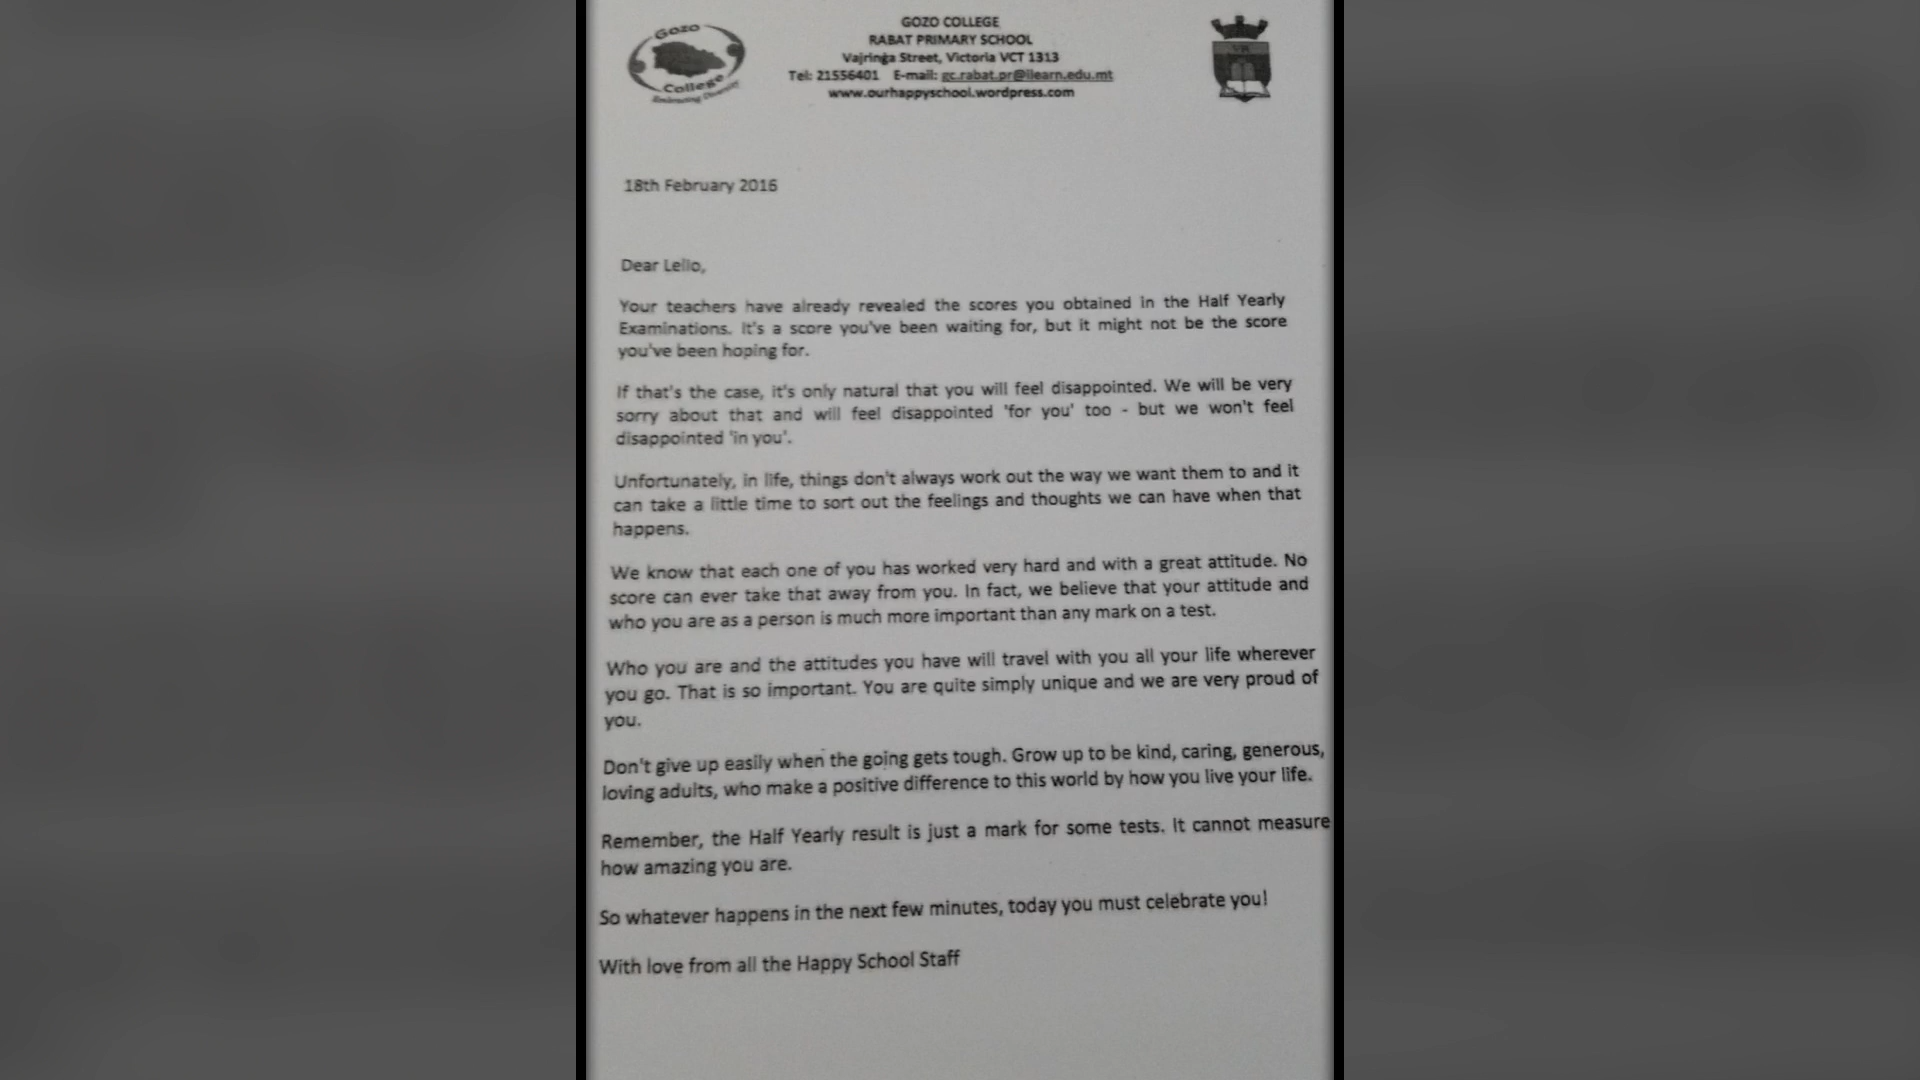 Gozo
College
Embracing Diversity
GOZO COLLEGE
RABAT PRIMARY SCHOOL
Vajringa Street, Victoria VCT 1313
Tel: 21556401 E-mail: gc.rabat.pr@ilearn.edu.mt
www.ourhappyschool.wordpress.com
18th February 2016
Dear Lello,
Your teachers have already revealed the scores you obtained in the Half Yearly
Examinations. It's a score you've been waiting for, but it might not be the score
you've been hoping for.
If that's the case, it's only natural that you will feel disappointed. We will be very
sorry about that and will feel disappointed 'for you' too - but we won't feel
disappointed 'in you'.
Unfortunately, in life, things don't always work out the way we want them to and it
can take a little time to sort out the feelings and thoughts we can have when that
happens.
We know that each one of you has worked very hard and with a great attitude. No
score can ever take that away from you. In fact, we believe that your attitude and
who you are as a person is much more important than any mark on a test.
Who you are and the attitudes you have will travel with you all your life wherever
you go. That is so important. You are quite simply unique and we are very proud of
you.
Don't give up easily when the going gets tough. Grow up to be kind, caring, generous,
loving adults, who make a positive difference to this world by how you live your life.
Remember, the Half Yearly result is just a mark for some tests. It cannot measure
how amazing you are.
So whatever happens in the next few minutes, today you must celebrate you!
With love from all the Happy School Staff